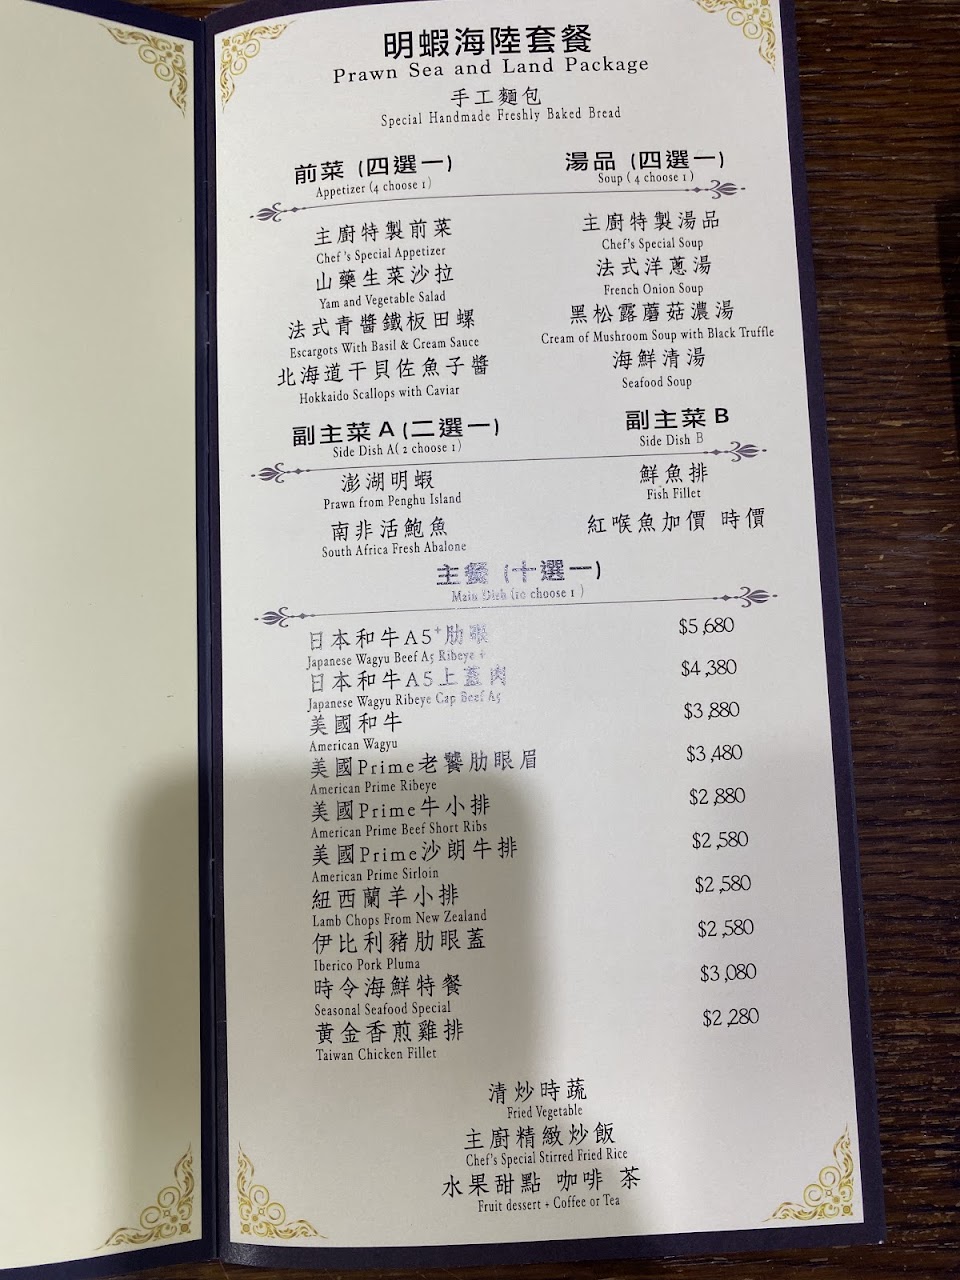 明蝦海陸套餐
Prawn Sea and Land Package
手工麵包
Special Handmade Freshly Baked Bread
前菜 (四選一)
Appetizer (4 choose 1)
主廚特製前菜
Chef's Special Appetizer
山藥生菜沙拉
Yam and Vegetable Salad
法式青醬鐵板田螺
Escargots With Basil & Cream Sauce
北海道干貝佐魚子醬
Hokkaido Scallops with Caviar
湯品 (四選一)
Soup ( 4 choose 1 )
主廚特製湯品
Chef's Special Soup
法式洋蔥湯
French Onion Soup
黑松露蘑菇濃湯
Cream of Mushroom Soup with Black Truffle
海鮮清湯
Seafood Soup
副主菜 A (二選一)
Side Dish A( 2 choose 1)
澎湖明蝦
Prawn from Penghu Island
南非活鮑魚
South Africa Fresh Abalone
副主菜 B
Side Dish B
鮮魚排
Fish Fillet
紅喉魚加價 時價
主餐 (十選一)
Main Dish (10 choose 1 )
日本和牛A5+肋眼 $5,680
Japanese Wagyu Beef A5 Ribeye +
日本和牛A5上蓋肉 $4,380
Japanese Wagyu Ribeye Cap Beef A5
美國和牛 $3,880
American Wagyu
美國Prime老饕肋眼眉 $3,480
American Prime Ribeye
美國Prime牛小排 $2,880
American Prime Beef Short Ribs
美國Prime沙朗牛排 $2,580
American Prime Sirloin
紐西蘭羊小排 $2,580
Lamb Chops From New Zealand
伊比利豬肋眼蓋 $2,580
Iberico Pork Pluma
時令海鮮特餐 $3,080
Seasonal Seafood Special
黃金香煎雞排 $2,280
Taiwan Chicken Fillet
清炒時蔬
Fried Vegetable
主廚精緻炒飯
Chef's Special Stirred Fried Rice
水果甜點 咖啡 茶
Fruit dessert + Coffee or Tea